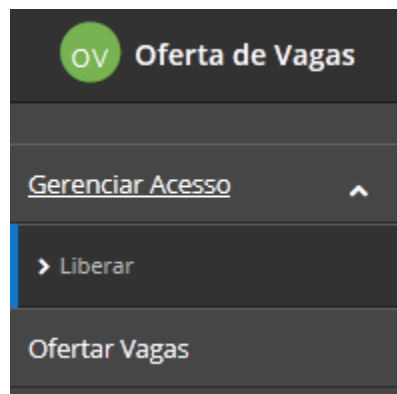 OV Oferta de Vagas
Gerenciar Acesso
Liberar
Ofertar Vagas